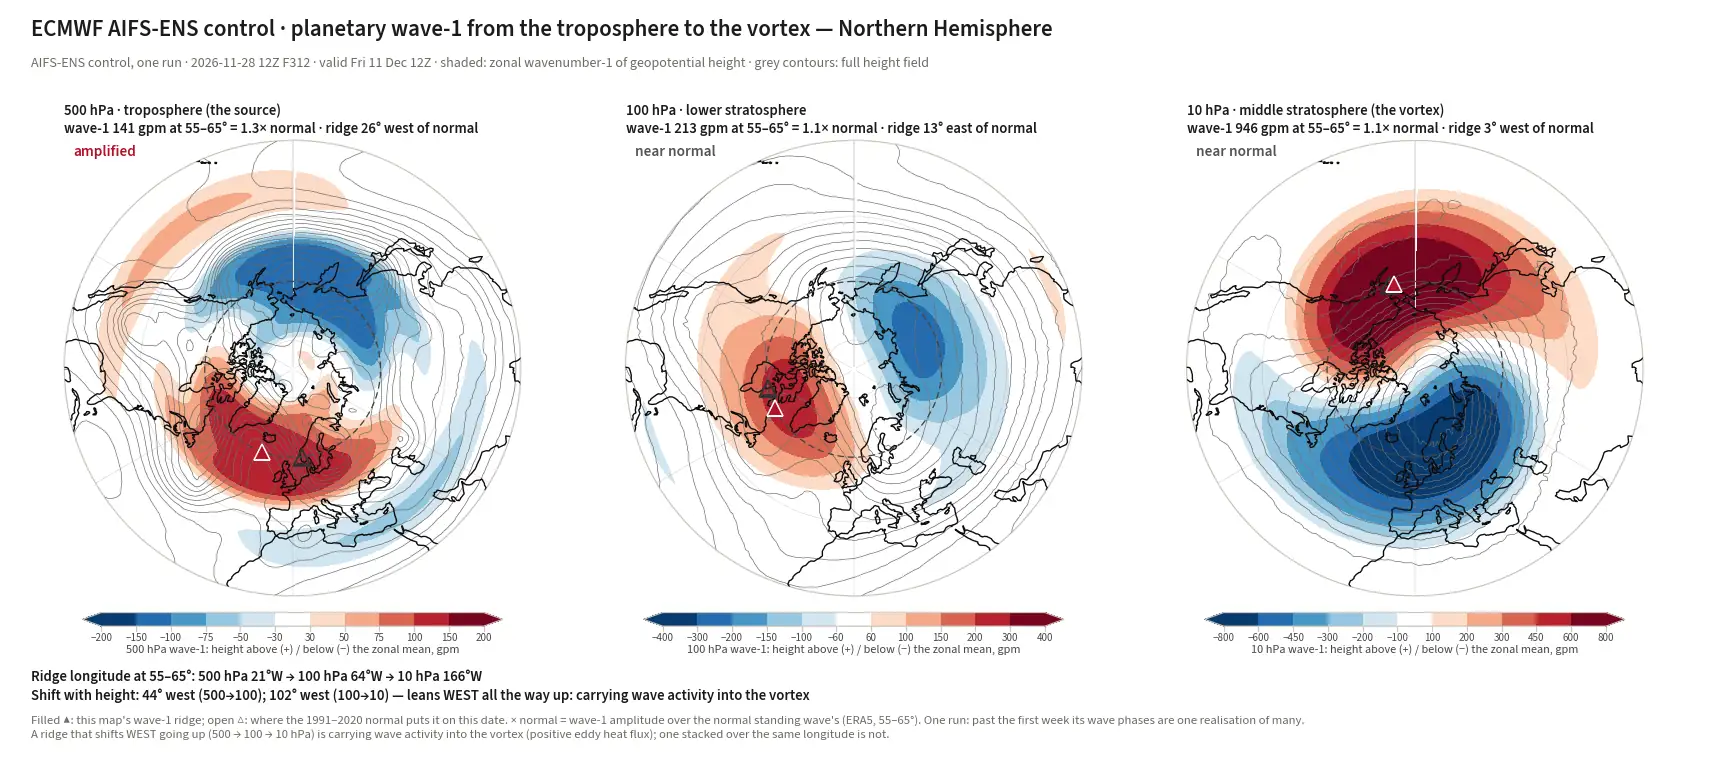 ECMWF AIFS-ENS control · planetary wave-1 from the troposphere to the vortex — Northern Hemisphere
AIFS-ENS control, one run · 2026-11-28 12Z F312 · valid Fri 11 Dec 12Z · shaded: zonal wavenumber-1 of geopotential height · grey contours: full height field
500 hPa · troposphere (the source)
wave-1 141 gpm at 55–65° = 1.3× normal · ridge 26° west of normal
amplified
100 hPa · lower stratosphere
wave-1 213 gpm at 55–65° = 1.1× normal · ridge 13° east of normal
near normal
10 hPa · middle stratosphere (the vortex)
wave-1 946 gpm at 55–65° = 1.1× normal · ridge 3° west of normal
near normal
−200 −150 −100 −75 −50 −30 30 50 75 100 150 200
500 hPa wave-1: height above (+) / below (−) the zonal mean, gpm
−400 −300 −200 −150 −100 −60 60 100 150 200 300 400
100 hPa wave-1: height above (+) / below (−) the zonal mean, gpm
−800 −600 −450 −300 −200 −100 100 200 300 450 600 800
10 hPa wave-1: height above (+) / below (−) the zonal mean, gpm
Ridge longitude at 55–65°: 500 hPa 21°W → 100 hPa 64°W → 10 hPa 166°W
Shift with height: 44° west (500→100); 102° west (100→10) — leans WEST all the way up: carrying wave activity into the vortex
Filled ▲: this map's wave-1 ridge; open △: where the 1991–2020 normal puts it on this date. × normal = wave-1 amplitude over the normal standing wave's (ERA5, 55–65°). One run: past the first week its wave phases are one realisation of many.
A ridge that shifts WEST going up (500 → 100 → 10 hPa) is carrying wave activity into the vortex (positive eddy heat flux); one stacked over the same longitude is not.